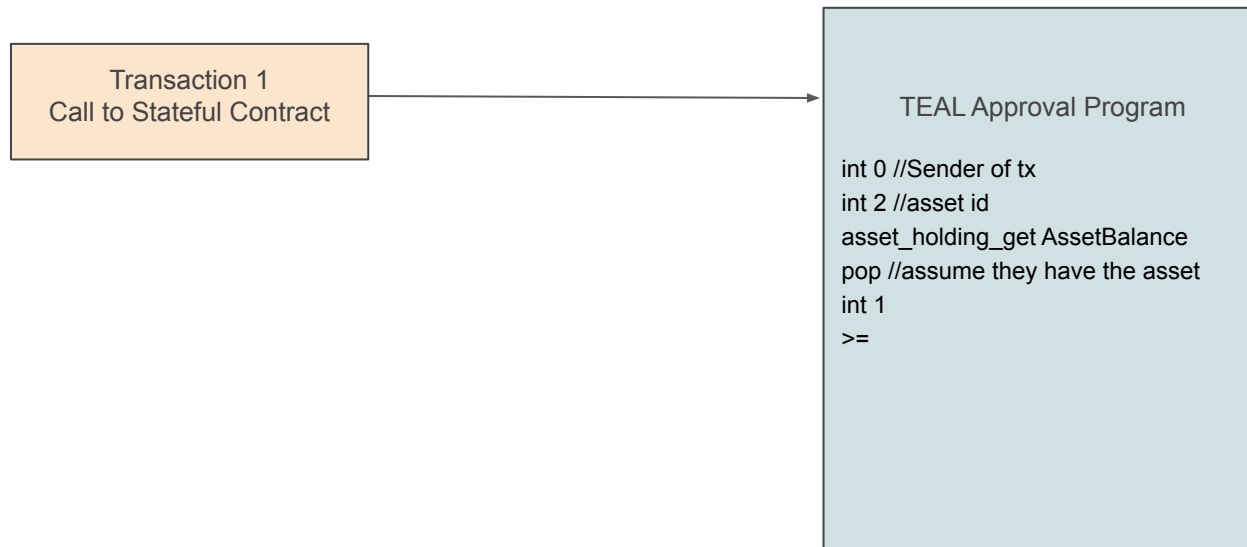 Transaction 1
Call to Stateful Contract
TEAL Approval Program
int 0 //Sender of tx
int 2 //asset id
asset_holding_get AssetBalance
pop //assume they have the asset
int 1
>=